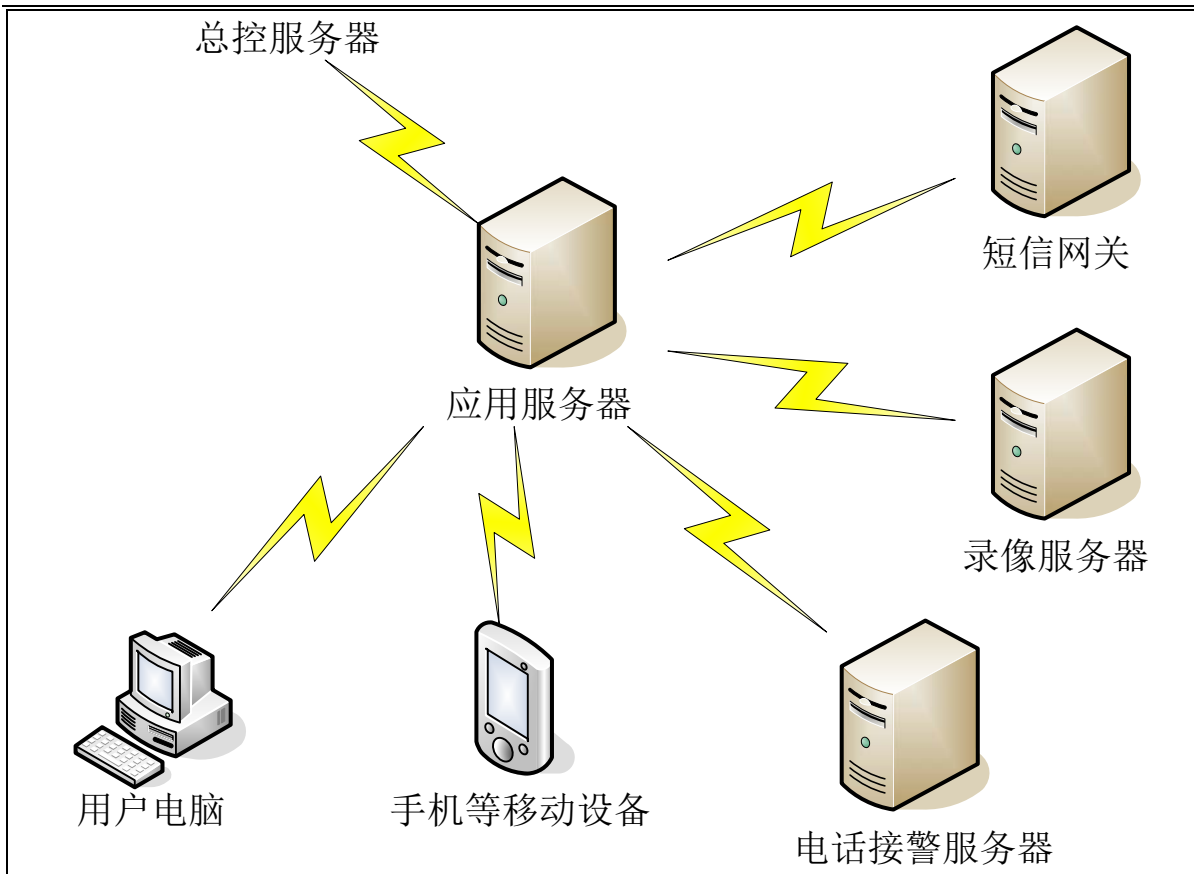 总控服务器
短信网关
应用服务器
录像服务器
用户电脑
手机等移动设备
电话接警服务器